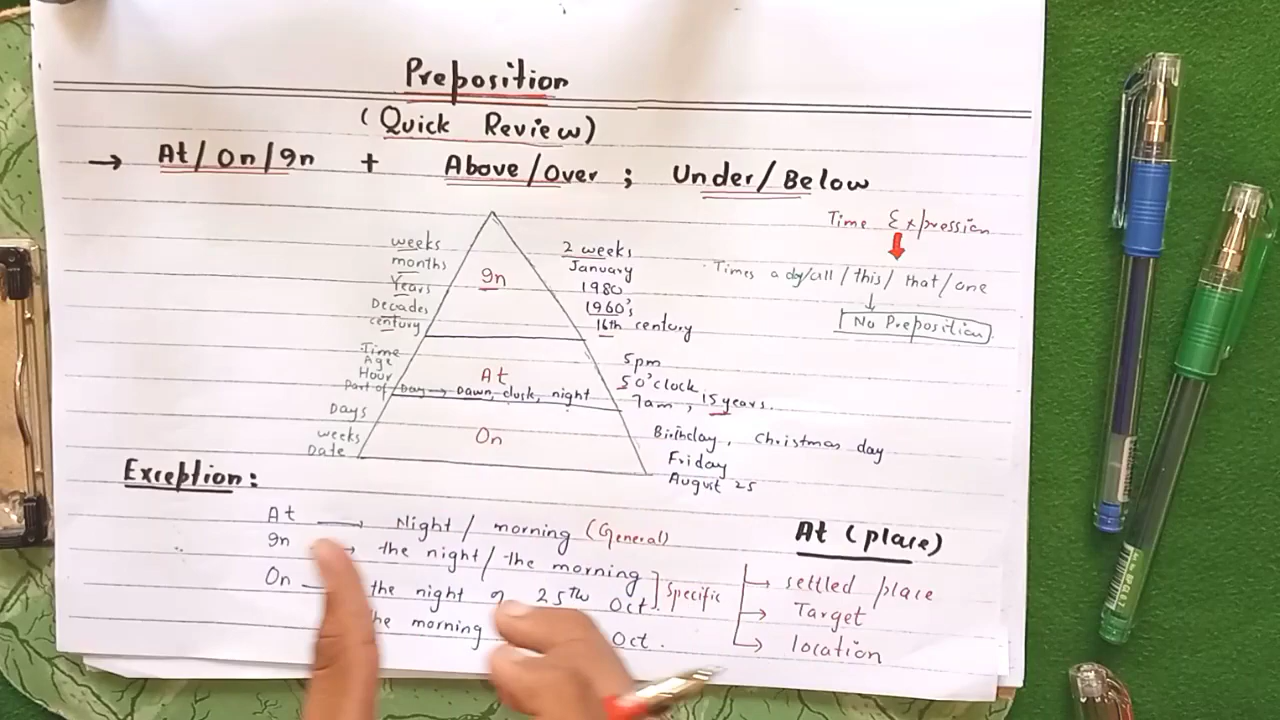 Preposition
(Quick Review)
→ At/On/In + Above/Over ; Under/Below
Time Expression
Times a day/all / this / that / one
No Preposition
weeks
months
Years
Decades
century
In
2 weeks
January
1980
1960's
16th century
Time
Age
Hour
Part of Day → Dawn, dusk, night
At
5pm
5 o'clock
7am , 15 years.
Days
weeks
Date
On
Birthday, Christmas day
Friday
August 25
Exception:
At → Night / morning (General)
In → the night / the morning
On → the night 25th Oct.
the morning Oct.
Specific
At (place)
→ settled place
→ Target
→ location